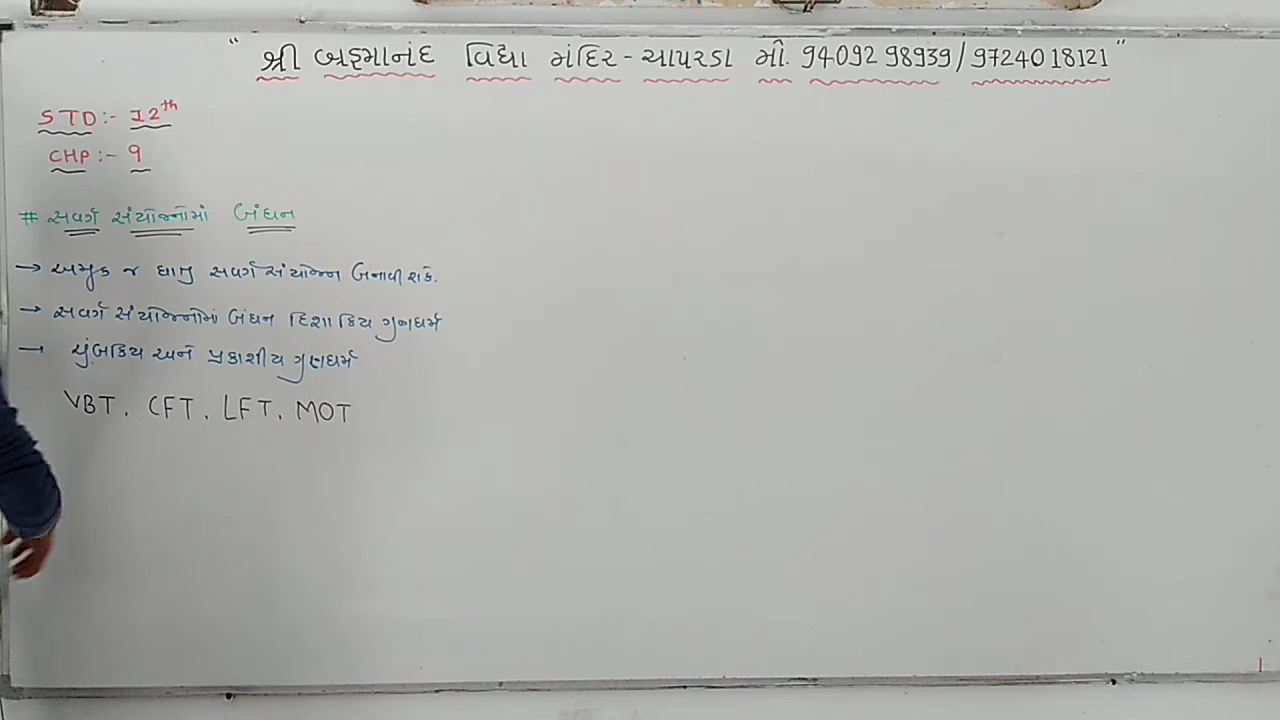 " શ્રી બ્રહ્માનંદ વિદ્યા મંદિર - ચાપરડા મો. 94092 98939 / 97240 18121 "
STD :- 12th
CHP :- 9
# સવર્ગ સંયોજનોમાં બંધન
→ અમુક જ ધાતુ સવર્ગ સંયોજન બનાવી શકે.
→ સવર્ગ સંયોજનોમાં બંધન દિશાકિય ગુણધર્મ
→ ચુંબકિય અને પ્રકાશીય ગુણધર્મ
VBT, CFT, LFT, MOT